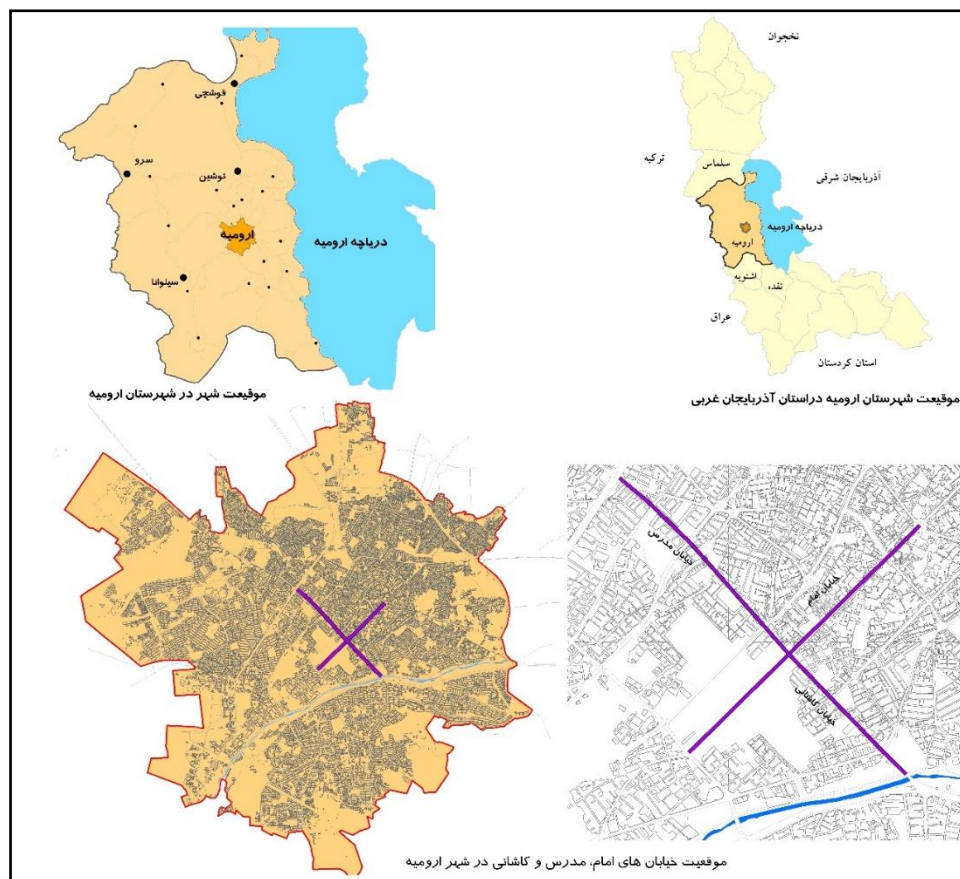 نخجوان
ترکیه
سلماس
آذربایجان شرقی
دریاچه ارومیه
ارومیه
اشنویه
نقده
عراق
استان کردستان
موقیعت شهرستان ارومیه دراستان آذربایجان غربی
قوشچی
سرو
نوشین
ارومیه
دریاچه ارومیه
سیلوانا
موقیعت شهر در شهرستان ارومیه
خیابان مدرس
خیابان امام
خیابان کاشانی
موقعیت خیابان های امام، مدرس و کاشانی در شهر ارومیه